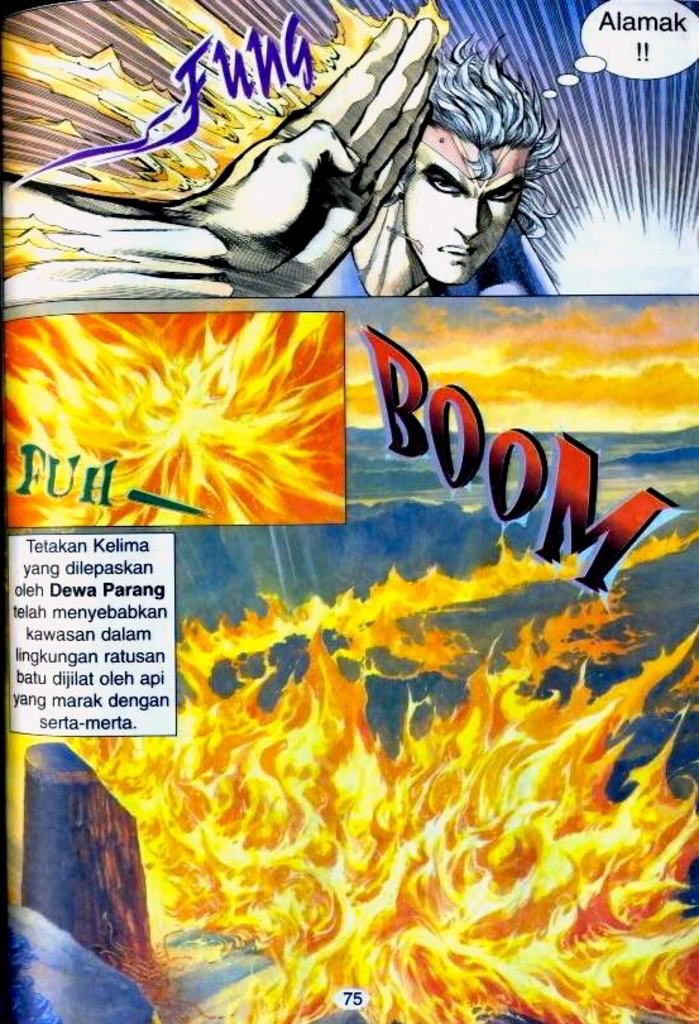 Alamak
!!
FUNG
BOOM
FUH
Tetakan Kelima
yang dilepaskan
oleh Dewa Parang
telah menyebabkan
kawasan dalam
lingkungan ratusan
batu dijilat oleh api
yang marak dengan
serta-merta.
75